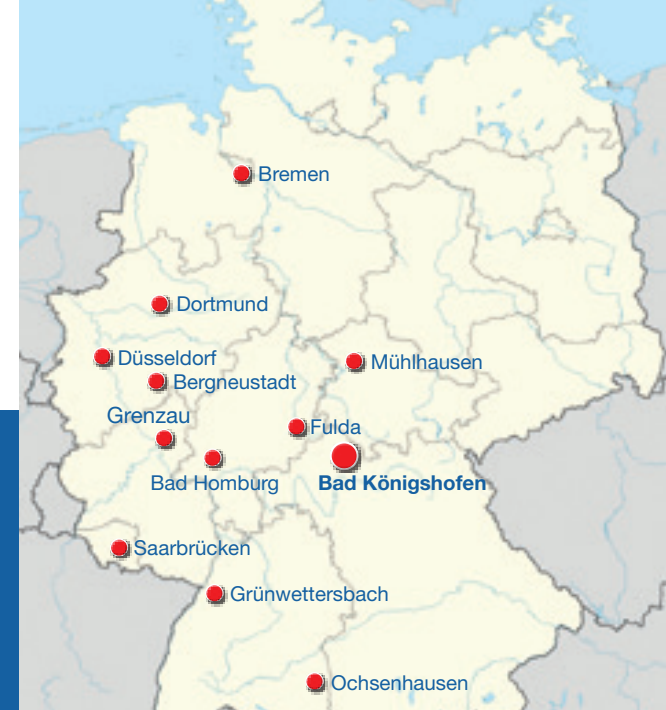 Bremen
Dortmund
Düsseldorf
Mühlhausen
Bergneustadt
Grenzau
Fulda
Bad Homburg
Bad Königshofen
Saarbrücken
Grünwettersbach
Ochsenhausen